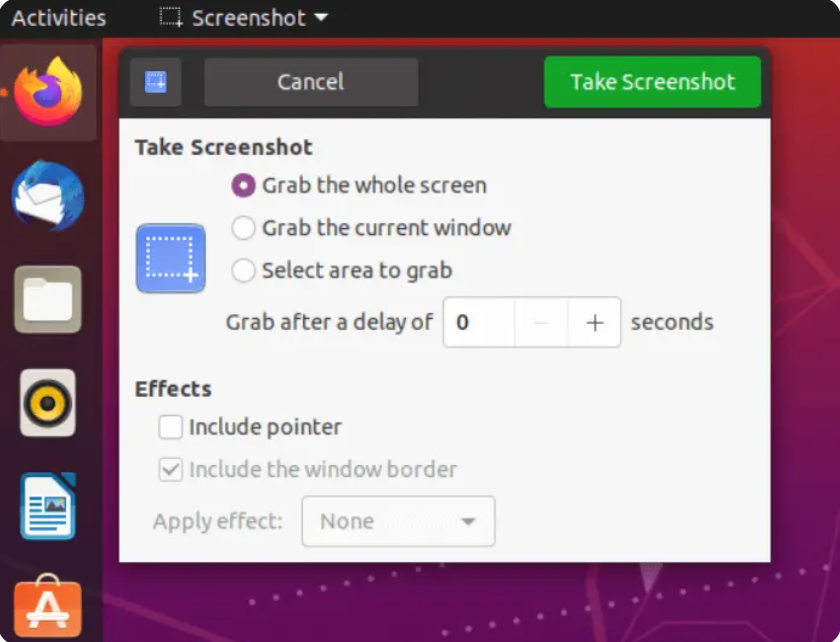 Activities Screenshot
Cancel Take Screenshot
Take Screenshot
Grab the whole screen
Grab the current window
Select area to grab
Grab after a delay of 0 − + seconds
Effects
Include pointer
Include the window border
Apply effect: None